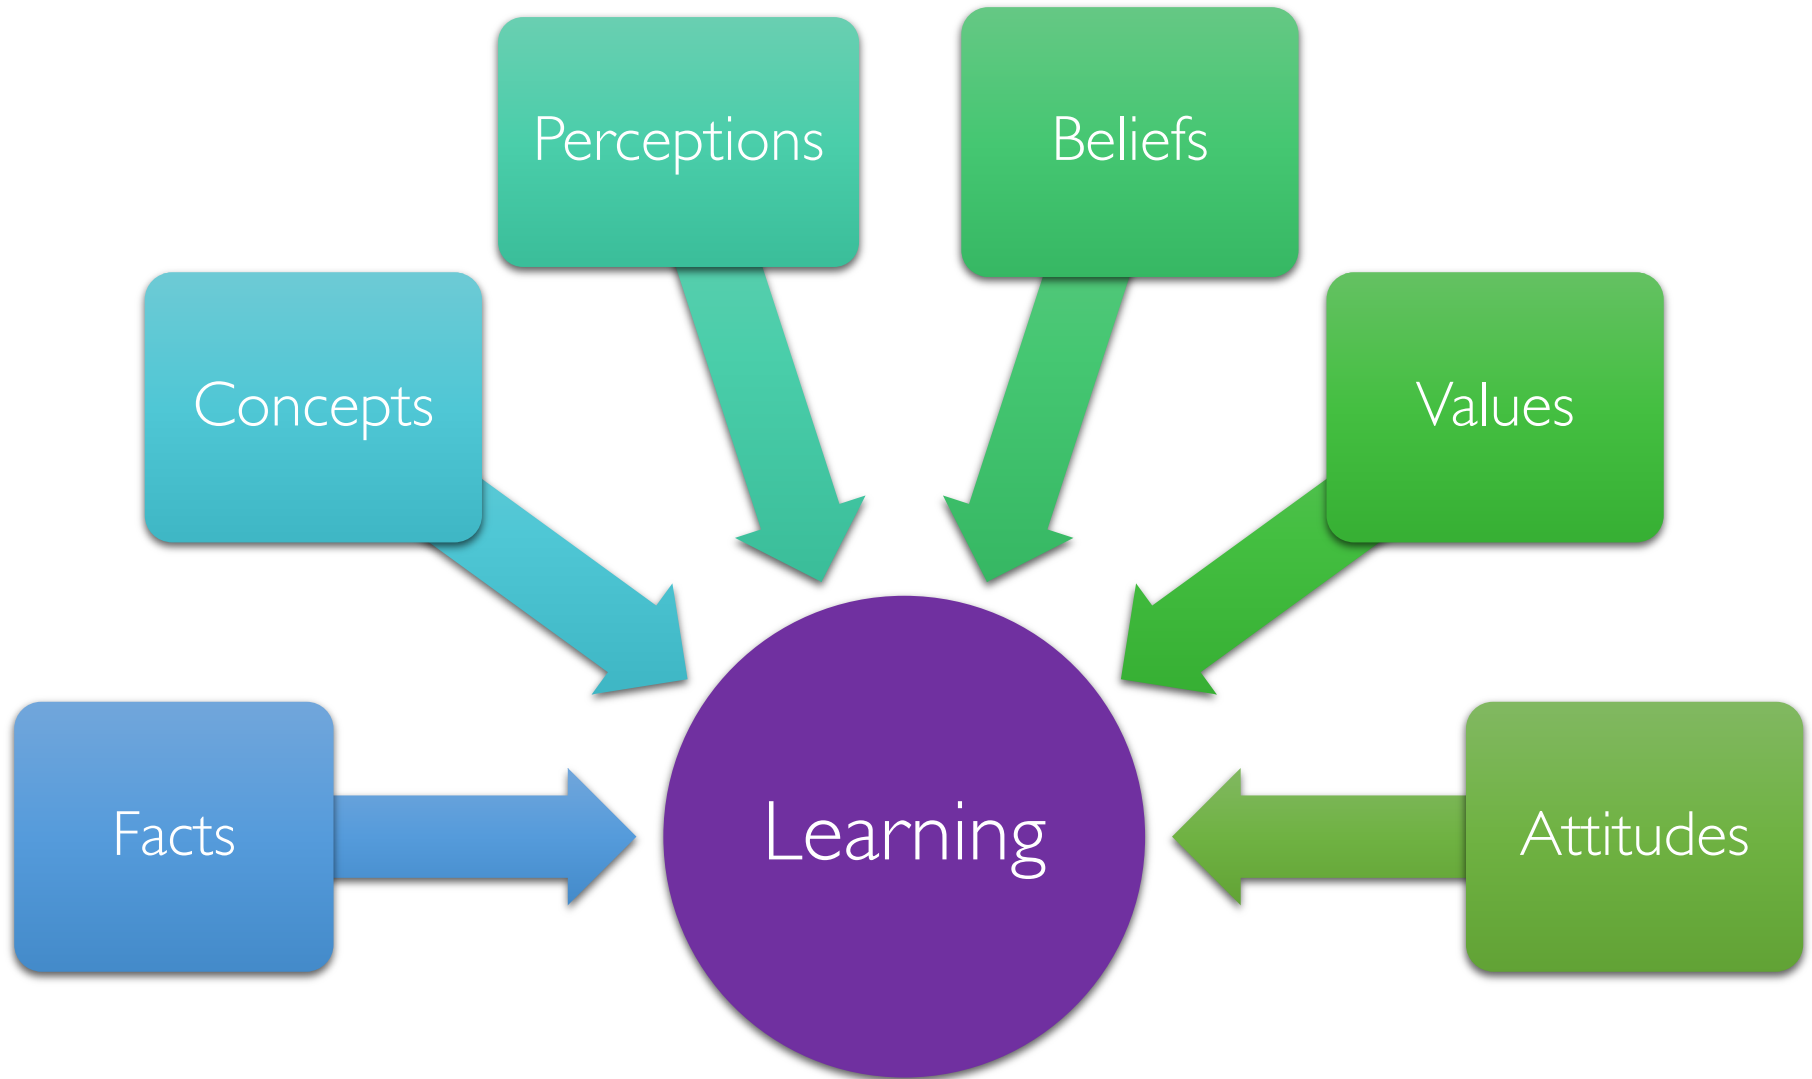 Perceptions
Beliefs
Concepts
Values
Facts
Learning
Attitudes